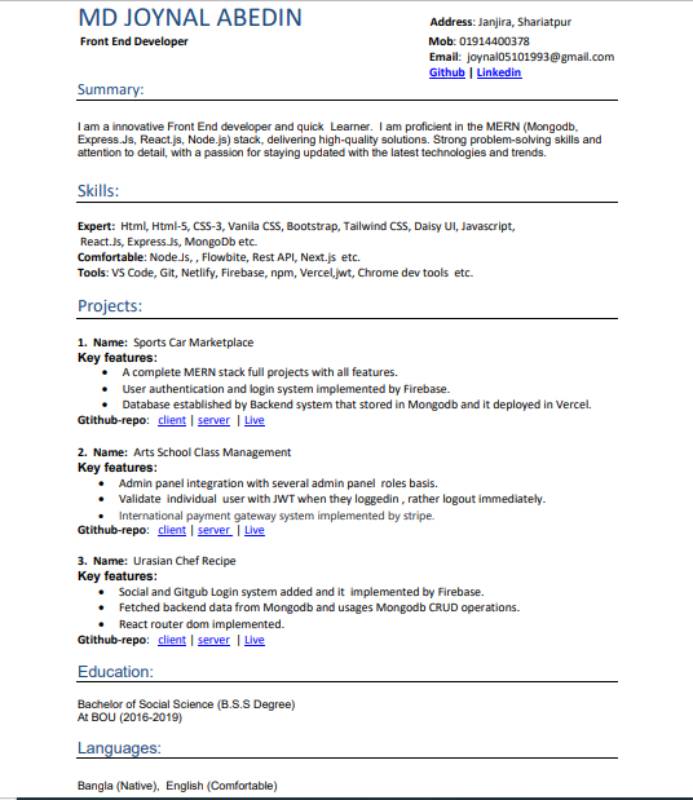 MD JOYNAL ABEDIN
Front End Developer
Address: Janjira, Shariatpur
Mob: 01914400378
Email: joynal05101993@gmail.com
Github | Linkedin
Summary:
I am a innovative Front End developer and quick Learner. I am proficient in the MERN (Mongodb,
Express.Js, React.js, Node.js) stack, delivering high-quality solutions. Strong problem-solving skills and
attention to detail, with a passion for staying updated with the latest technologies and trends.
Skills:
Expert: Html, Html-5, CSS-3, Vanila CSS, Bootstrap, Tailwind CSS, Daisy UI, Javascript,
React.Js, Express.Js, MongoDb etc.
Comfortable: Node.Js, , Flowbite, Rest API, Next.js etc.
Tools: VS Code, Git, Netlify, Firebase, npm, Vercel,jwt, Chrome dev tools etc.
Projects:
1. Name: Sports Car Marketplace
Key features:
• A complete MERN stack full projects with all features.
• User authentication and login system implemented by Firebase.
• Database established by Backend system that stored in Mongodb and it deployed in Vercel.
Gtithub-repo: client | server | Live
2. Name: Arts School Class Management
Key features:
• Admin panel integration with several admin panel roles basis.
• Validate individual user with JWT when they loggedin , rather logout immediately.
• International payment gateway system implemented by stripe.
Gtithub-repo: client | server | Live
3. Name: Urasian Chef Recipe
Key features:
• Social and Gitgub Login system added and it implemented by Firebase.
• Fetched backend data from Mongodb and usages Mongodb CRUD operations.
• React router dom implemented.
Gtithub-repo: client | server | Live
Education:
Bachelor of Social Science (B.S.S Degree)
At BOU (2016-2019)
Languages:
Bangla (Native), English (Comfortable)